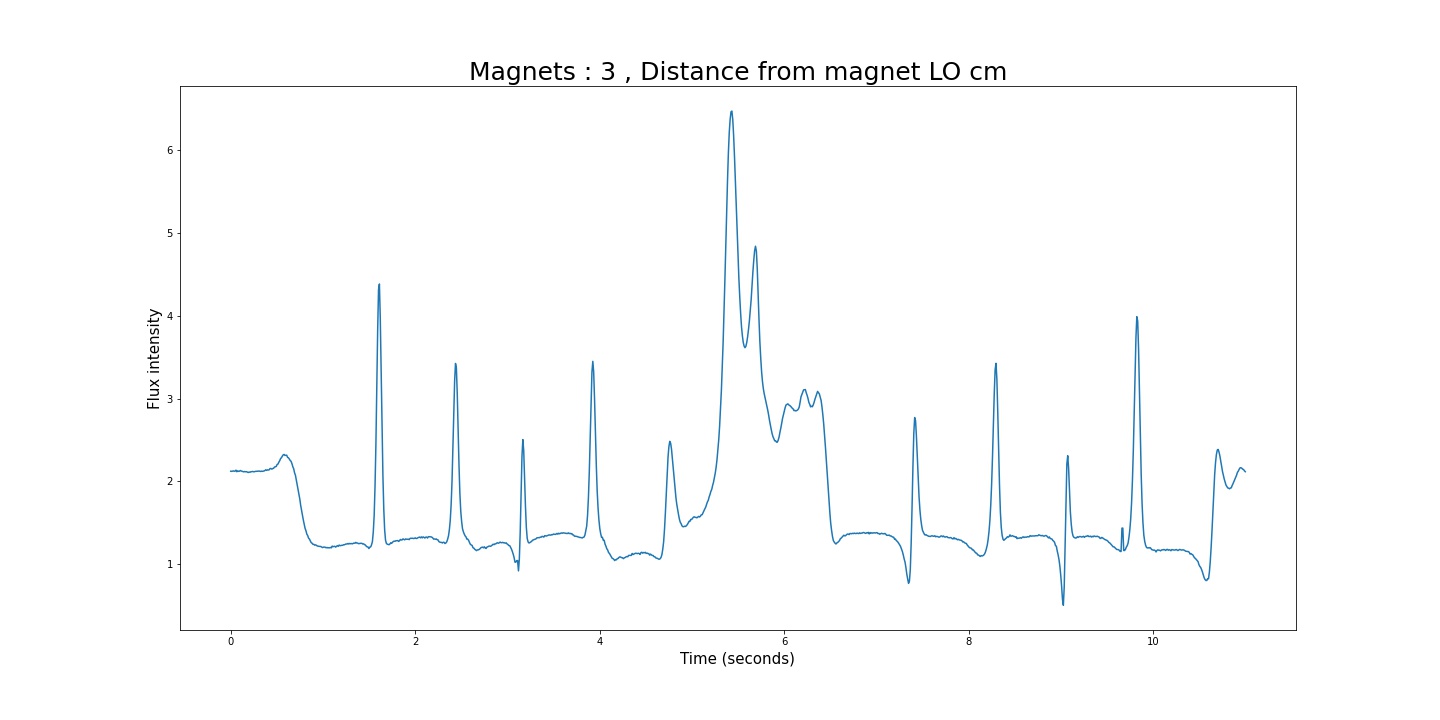 Magnets : 3 , Distance from magnet LO cm
Flux intensity
6
5
4
3
2
1
0 2 4 6 8 10
Time (seconds)